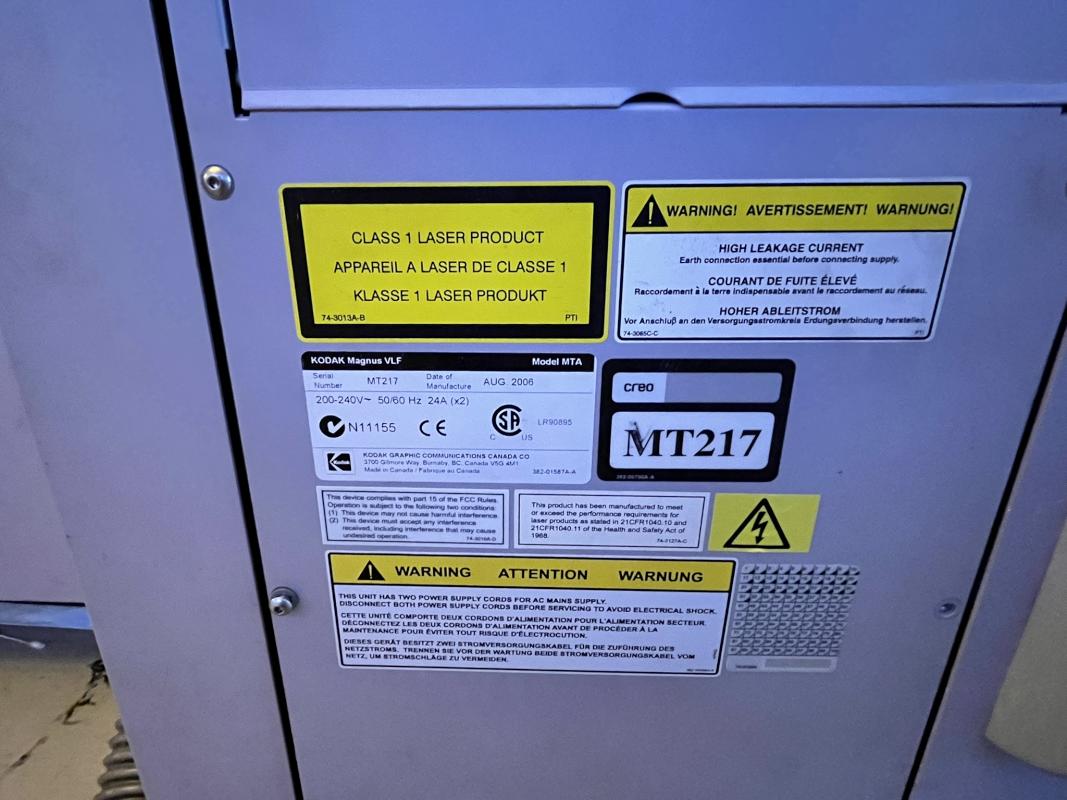 CLASS 1 LASER PRODUCT
APPAREIL A LASER DE CLASSE 1
KLASSE 1 LASER PRODUKT
74-3013A-B PTI
WARNING! AVERTISSEMENT! WARNUNG!
HIGH LEAKAGE CURRENT
Earth connection essential before connecting supply.
COURANT DE FUITE ÉLEVÉ
Raccordement à la terre indispensable avant le raccordement au réseau.
HOHER ABLEITSTROM
Vor Anschluß an den Versorgungsstromkreis Erdungsverbindung herstellen.
74-3065C-C PTI
KODAK Magnus VLF Model MTA
Serial Number MT217 Date of Manufacture AUG. 2006
200-240V~ 50/60 Hz 24A (x2)
N11155 CE SA C US LR90895
Kodak
KODAK GRAPHIC COMMUNICATIONS CANADA CO
3700 Gilmore Way, Burnaby, BC, Canada V5G 4M1
Made in Canada / Fabrique au Canada 382-01587A-A
creo
MT217
This device complies with part 15 of the FCC Rules.
Operation is subject to the following two conditions:
(1) This device may not cause harmful interference.
(2) This device must accept any interference
received, including interference that may cause
undesired operation.
This product has been manufactured to meet
or exceed the performance requirements for
laser products as stated in 21CFR1040.10 and
21CFR1040.11 of the Health and Safety Act of
1968. 74-3127A-C
WARNING ATTENTION WARNUNG
THIS UNIT HAS TWO POWER SUPPLY CORDS FOR AC MAINS SUPPLY.
DISCONNECT BOTH POWER SUPPLY CORDS BEFORE SERVICING TO AVOID ELECTRICAL SHOCK.
CETTE UNITÉ COMPORTE DEUX CORDONS D'ALIMENTATION POUR L'ALIMENTATION SECTEUR.
DÉCONNECTEZ LES DEUX CORDONS D'ALIMENTATION AVANT DE PROCÉDER À LA
MAINTENANCE POUR ÉVITER TOUT RISQUE D'ÉLECTROCUTION.
DIESES GERÄT BESITZT ZWEI STROMVERSORGUNGSKABEL FÜR DIE ZUFÜHRUNG DES
NETZSTROMS. TRENNEN SIE VOR DER WARTUNG BEIDE STROMVERSORGUNGSKABEL VOM
NETZ, UM STROMSCHLÄGE ZU VERMEIDEN.